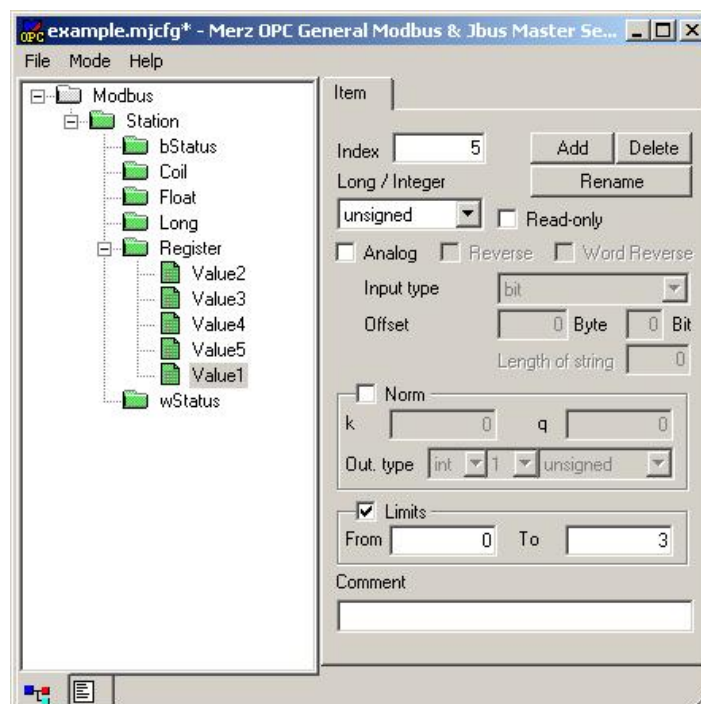 OPC example.mjcfg* - Merz OPC General Modbus & Jbus Master Se...
File Mode Help
Modbus
Station
bStatus
Coil
Float
Long
Register
Value2
Value3
Value4
Value5
Value1
wStatus
Item
Index 5 Add Delete
Long / Integer Rename
unsigned Read-only
Analog Reverse Word Reverse
Input type bit
Offset 0 Byte 0 Bit
Length of string 0
Norm
k 0 q 0
Out. type int 1 unsigned
Limits
From 0 To 3
Comment